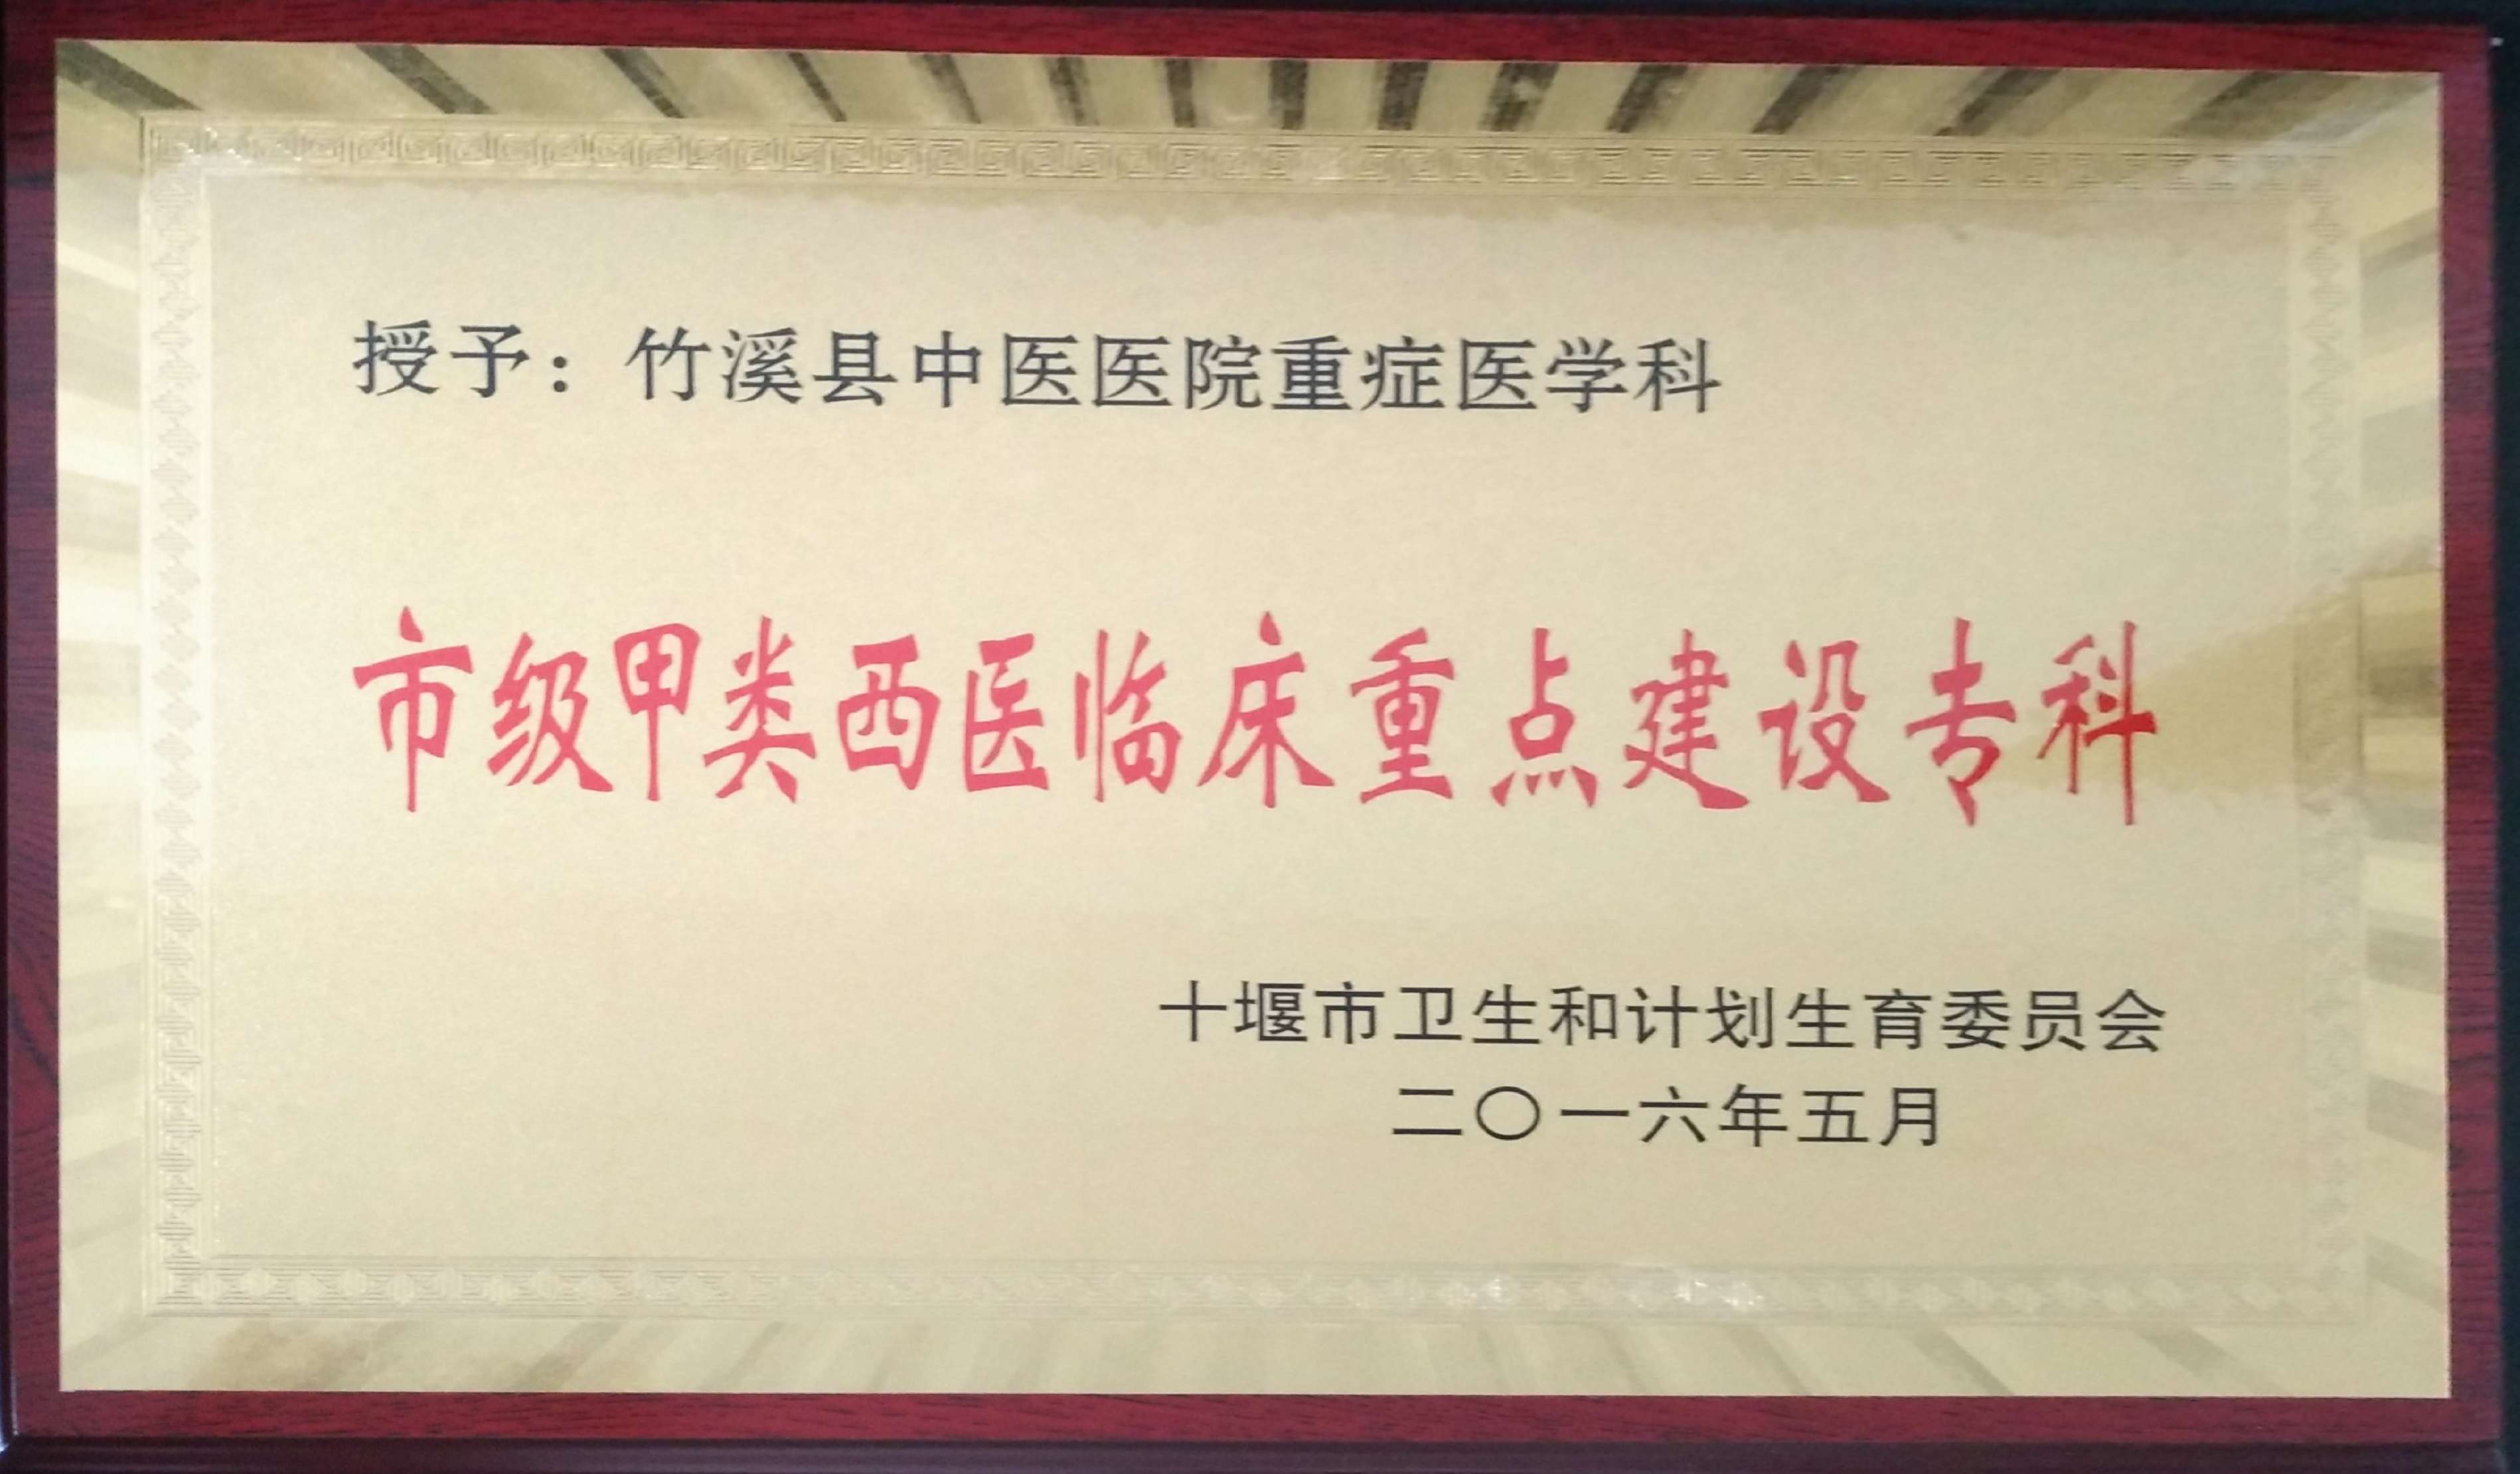 授予：竹溪县中医医院重症医学科
市级甲类西医临床重点建设专科
十堰市卫生和计划生育委员会
二〇一六年五月